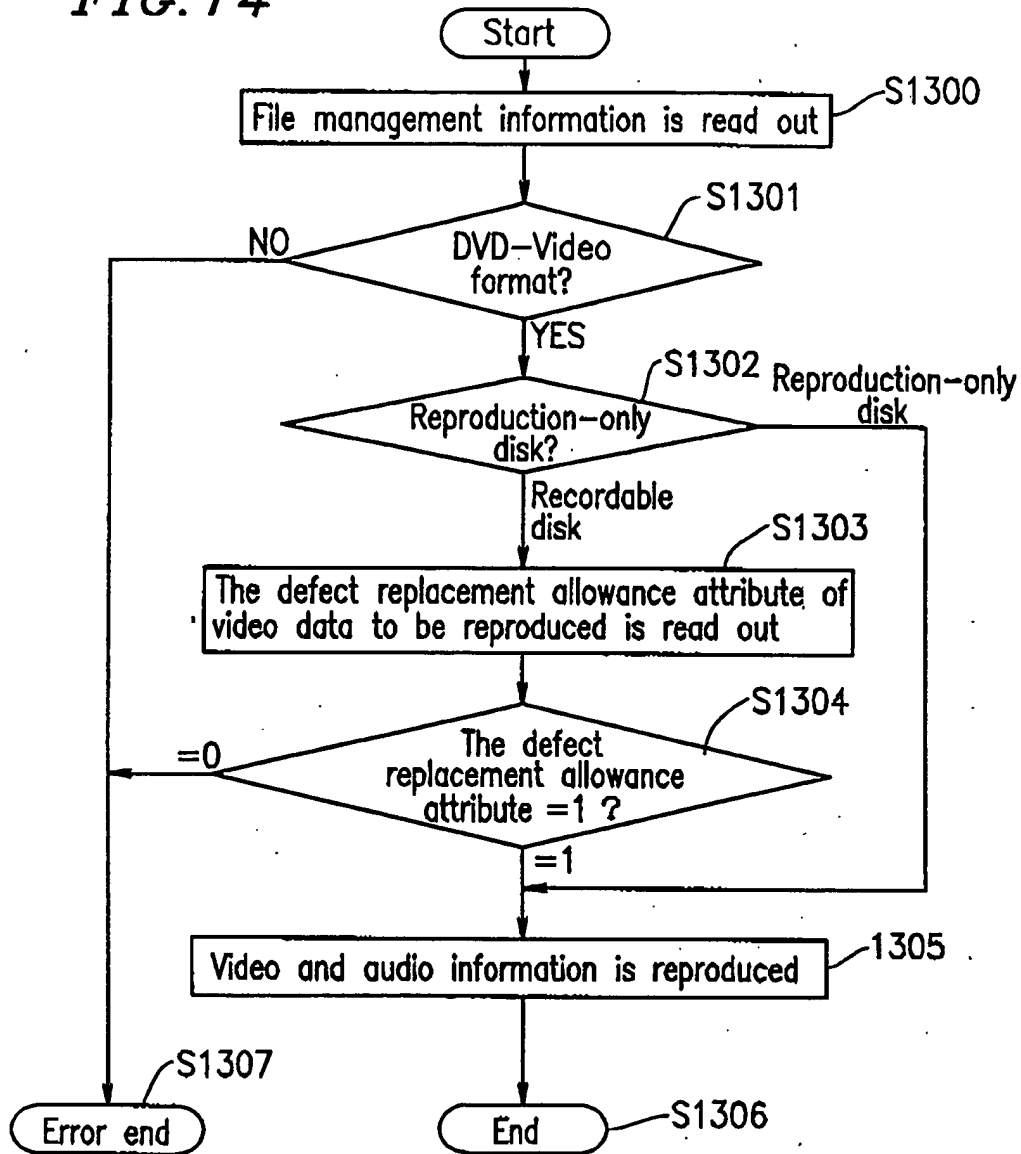 FIG. 14
Start
S1300
File management information is read out
S1301
NO
DVD-Video
format?
YES
S1302
Reproduction-only
disk
Reproduction-only
disk?
Recordable
disk
S1303
The defect replacement allowance attribute of
video data to be reproduced is read out
S1304
=0
The defect
replacement allowance
attribute =1 ?
=1
1305
Video and audio information is reproduced
S1307
Error end
S1306
End